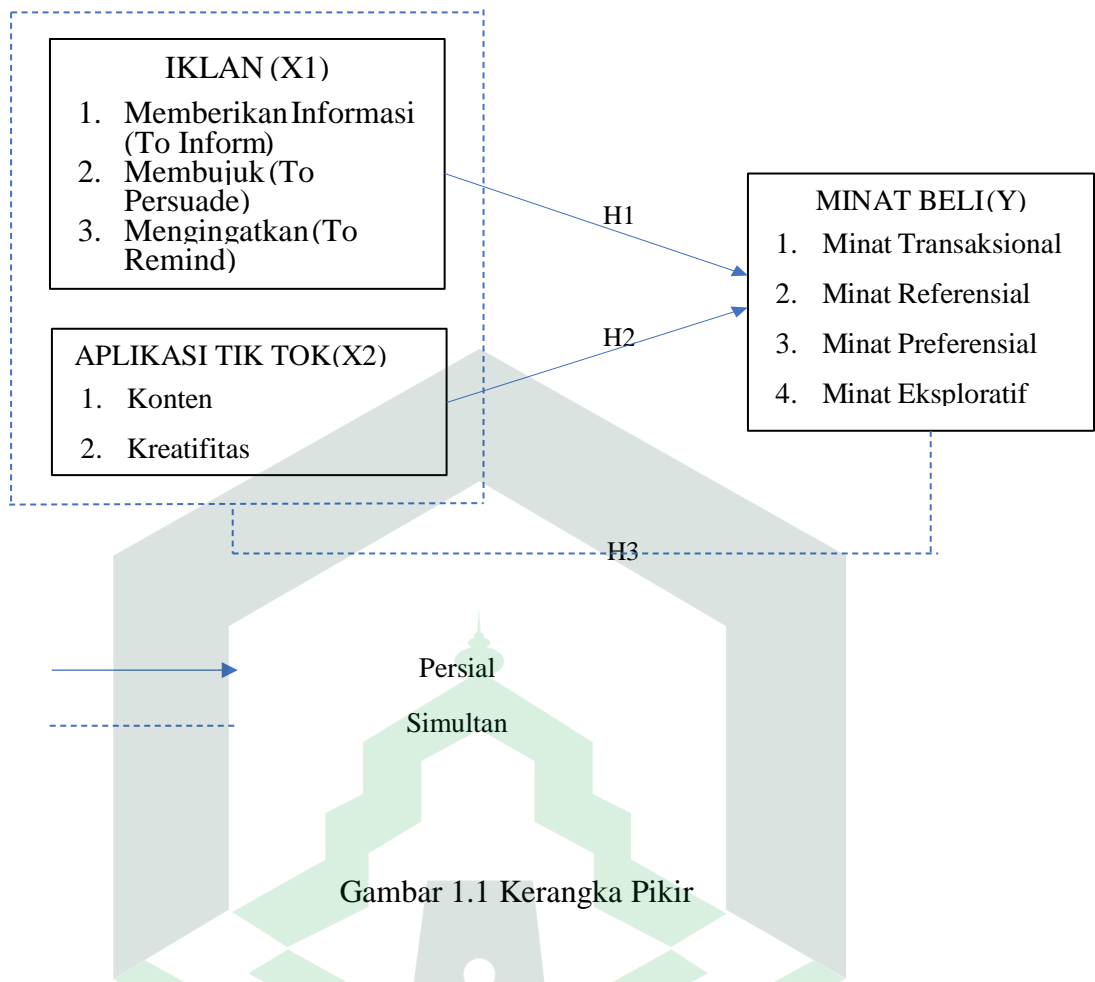 IKLAN (X1)
1. Memberikan Informasi
(To Inform)
2. Membujuk (To
Persuade)
3. Mengingatkan (To
Remind)
APLIKASI TIK TOK(X2)
1. Konten
2. Kreatifitas
H1
H2
MINAT BELI (Y)
1. Minat Transaksional
2. Minat Referensial
3. Minat Preferensial
4. Minat Eksploratif
H3
Persial
Simultan
Gambar 1.1 Kerangka Pikir